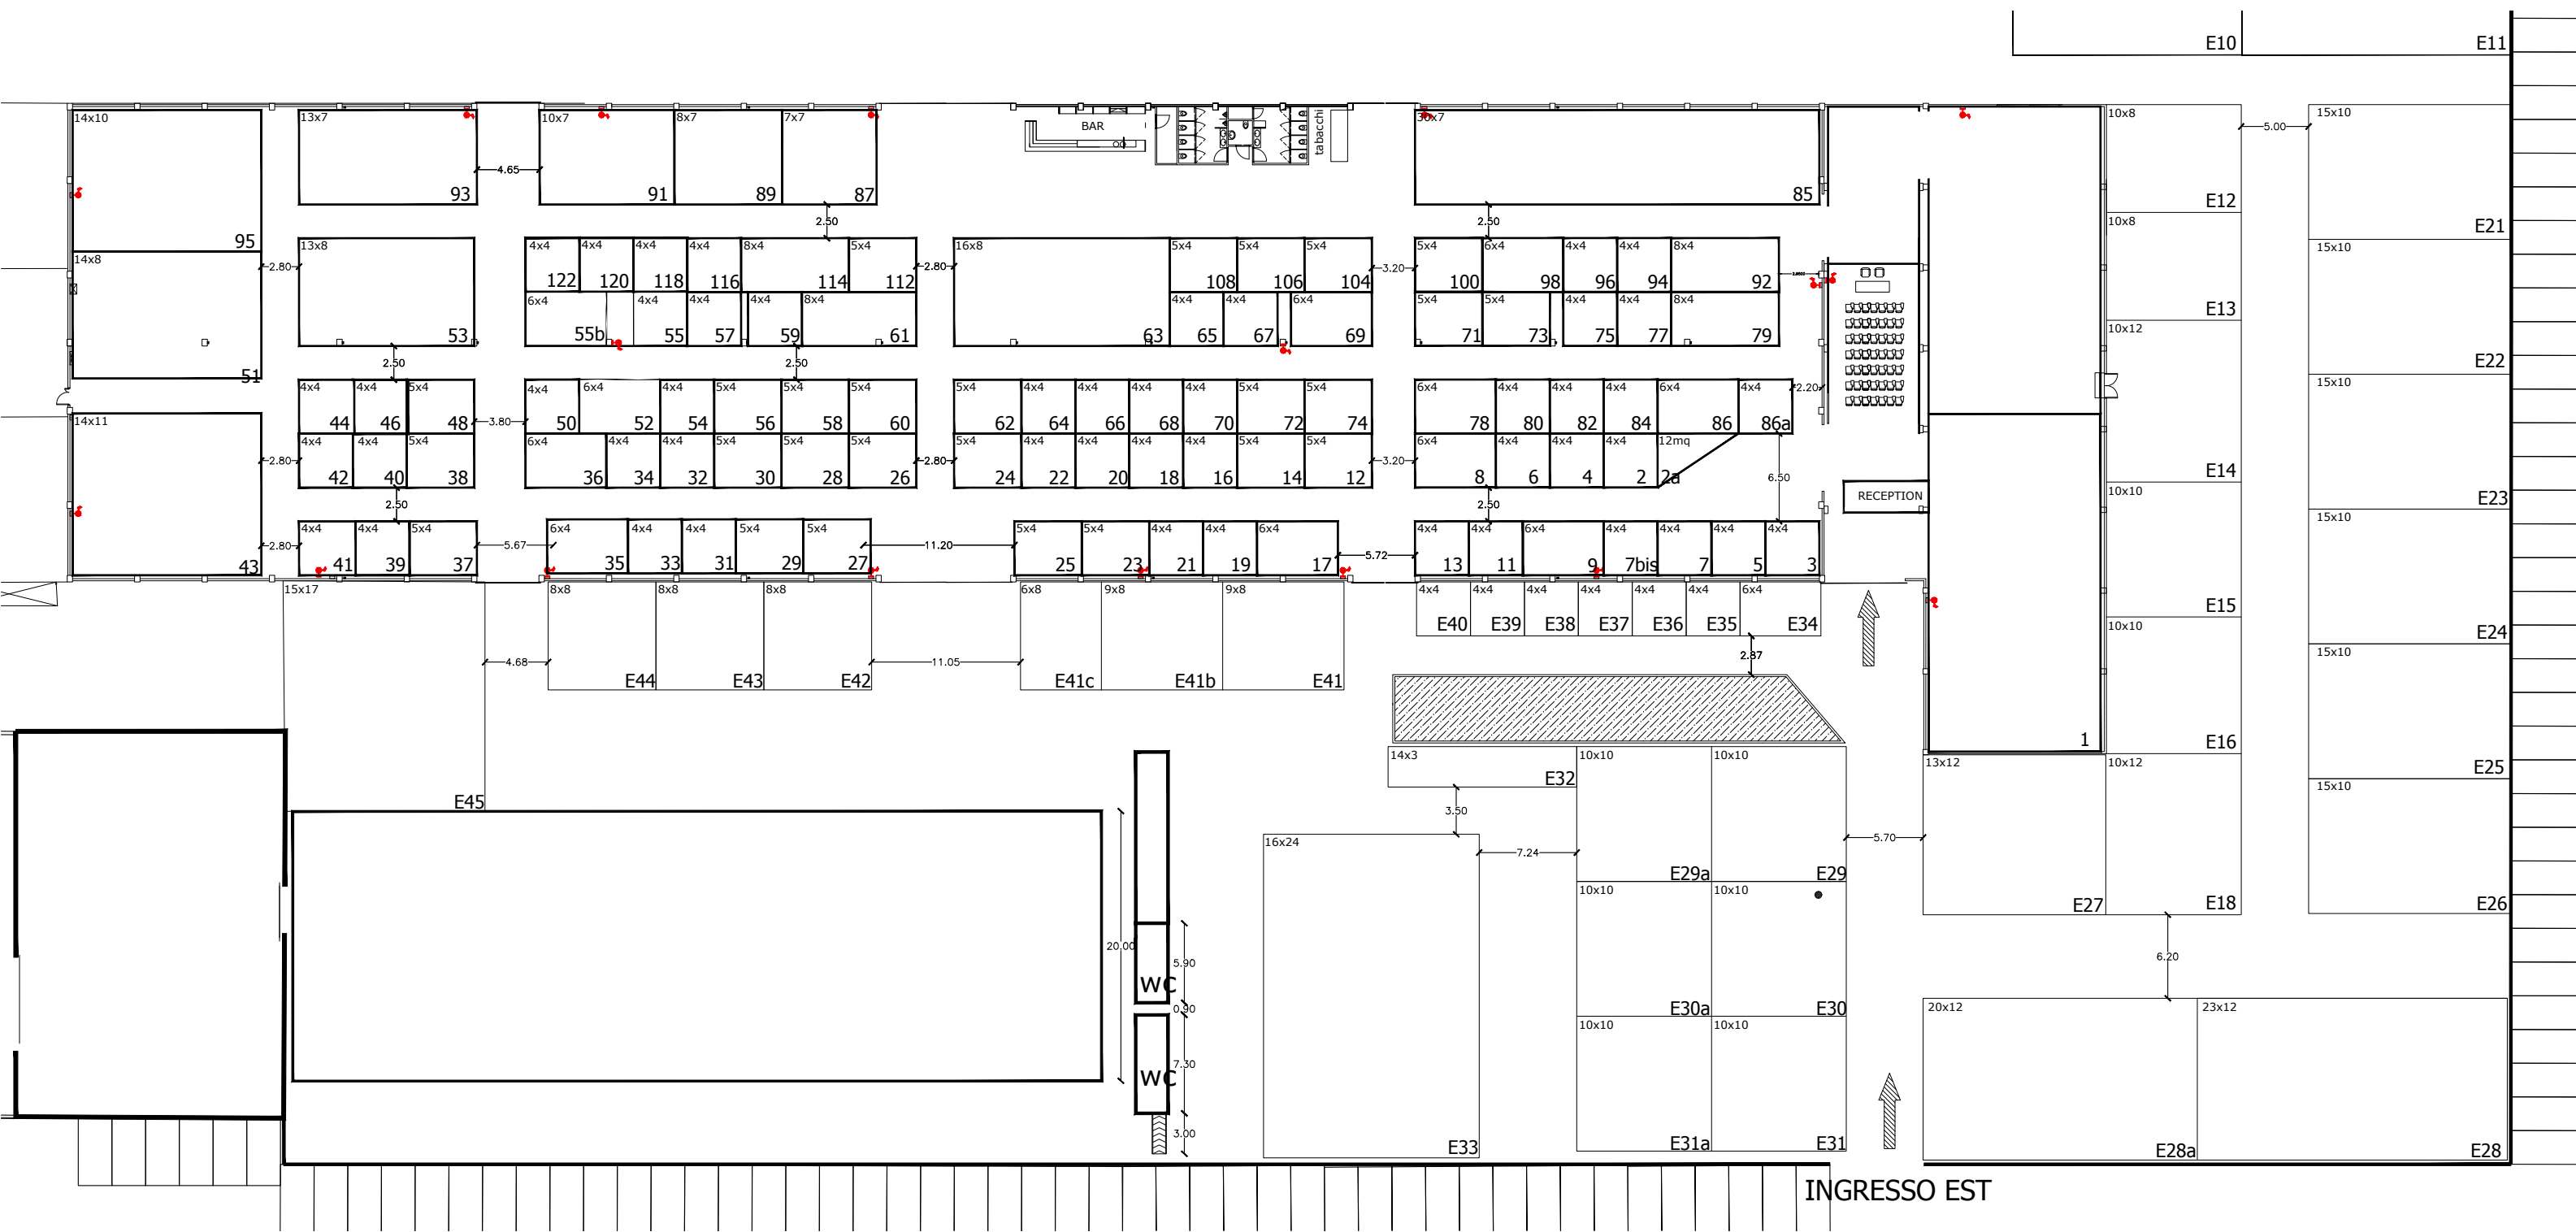 E10 E11
14x10 13x7 10x7 8x7 7x7 BAR tabacchi 30x7 10x8 15x10
5.00
4.65
93 91 89 87 85
E12
2.50 2.50
E21
95
4x4 4x4 4x4 4x4 8x4 5x4 16x8 5x4 5x4 5x4 5x4 6x4 4x4 4x4 8x4
14x8 13x8 10x8 15x10
2.80 2.80 3.20
122 120 118 116 114 112 108 106 104 100 98 96 94 92
6x4 4x4 4x4 4x4 8x4 4x4 4x4 6x4 5x4 5x4 4x4 4x4 8x4
E13
53 55b 55 57 59 61 63 65 67 69 71 73 75 77 79
10x12
2.50 2.50
E22
51
4x4 4x4 5x4 4x4 6x4 4x4 5x4 5x4 5x4 5x4 4x4 4x4 4x4 4x4 5x4 5x4 6x4 4x4 4x4 4x4 6x4 4x4 2.20
15x10
14x11
3.80
44 46 48 50 52 54 56 58 60 62 64 66 68 70 72 74 78 80 82 84 86 86a
4x4 4x4 5x4 6x4 4x4 4x4 5x4 5x4 5x4 5x4 4x4 4x4 4x4 4x4 5x4 5x4 6x4 4x4 4x4 4x4 12mq
2.80 2.80 3.20
E14
42 40 38 36 34 32 30 28 26 24 22 20 18 16 14 12 8 6 4 2 2a
6.50
10x10
RECEPTION
E23
2.50 2.50
15x10
4x4 4x4 5x4 6x4 4x4 4x4 5x4 5x4 5x4 5x4 4x4 4x4 6x4 4x4 4x4 6x4 4x4 4x4 4x4 4x4
2.80 5.67 11.20 5.72
43 41 39 37 35 33 31 29 27 25 23 21 19 17 13 11 9 7bis 7 5 3
15x17 8x8 8x8 8x8 6x8 9x8 9x8 4x4 4x4 4x4 4x4 4x4 4x4 6x4
E15
E40 E39 E38 E37 E36 E35 E34
10x10
E24
15x10
4.68 11.05 2.87
E44 E43 E42 E41c E41b E41
1 E16
14x3 10x10 10x10 13x12 10x12
E32
E25
15x10
E45
3.50
16x24
5.70
7.24
E29a E29
10x10 10x10
E27 E18 E26
20.00
5.90
6.20
WC
0.90
E30a E30
20x12 23x12
10x10 10x10
7.30
WC
3.00
E33 E31a E31 E28a E28
INGRESSO EST